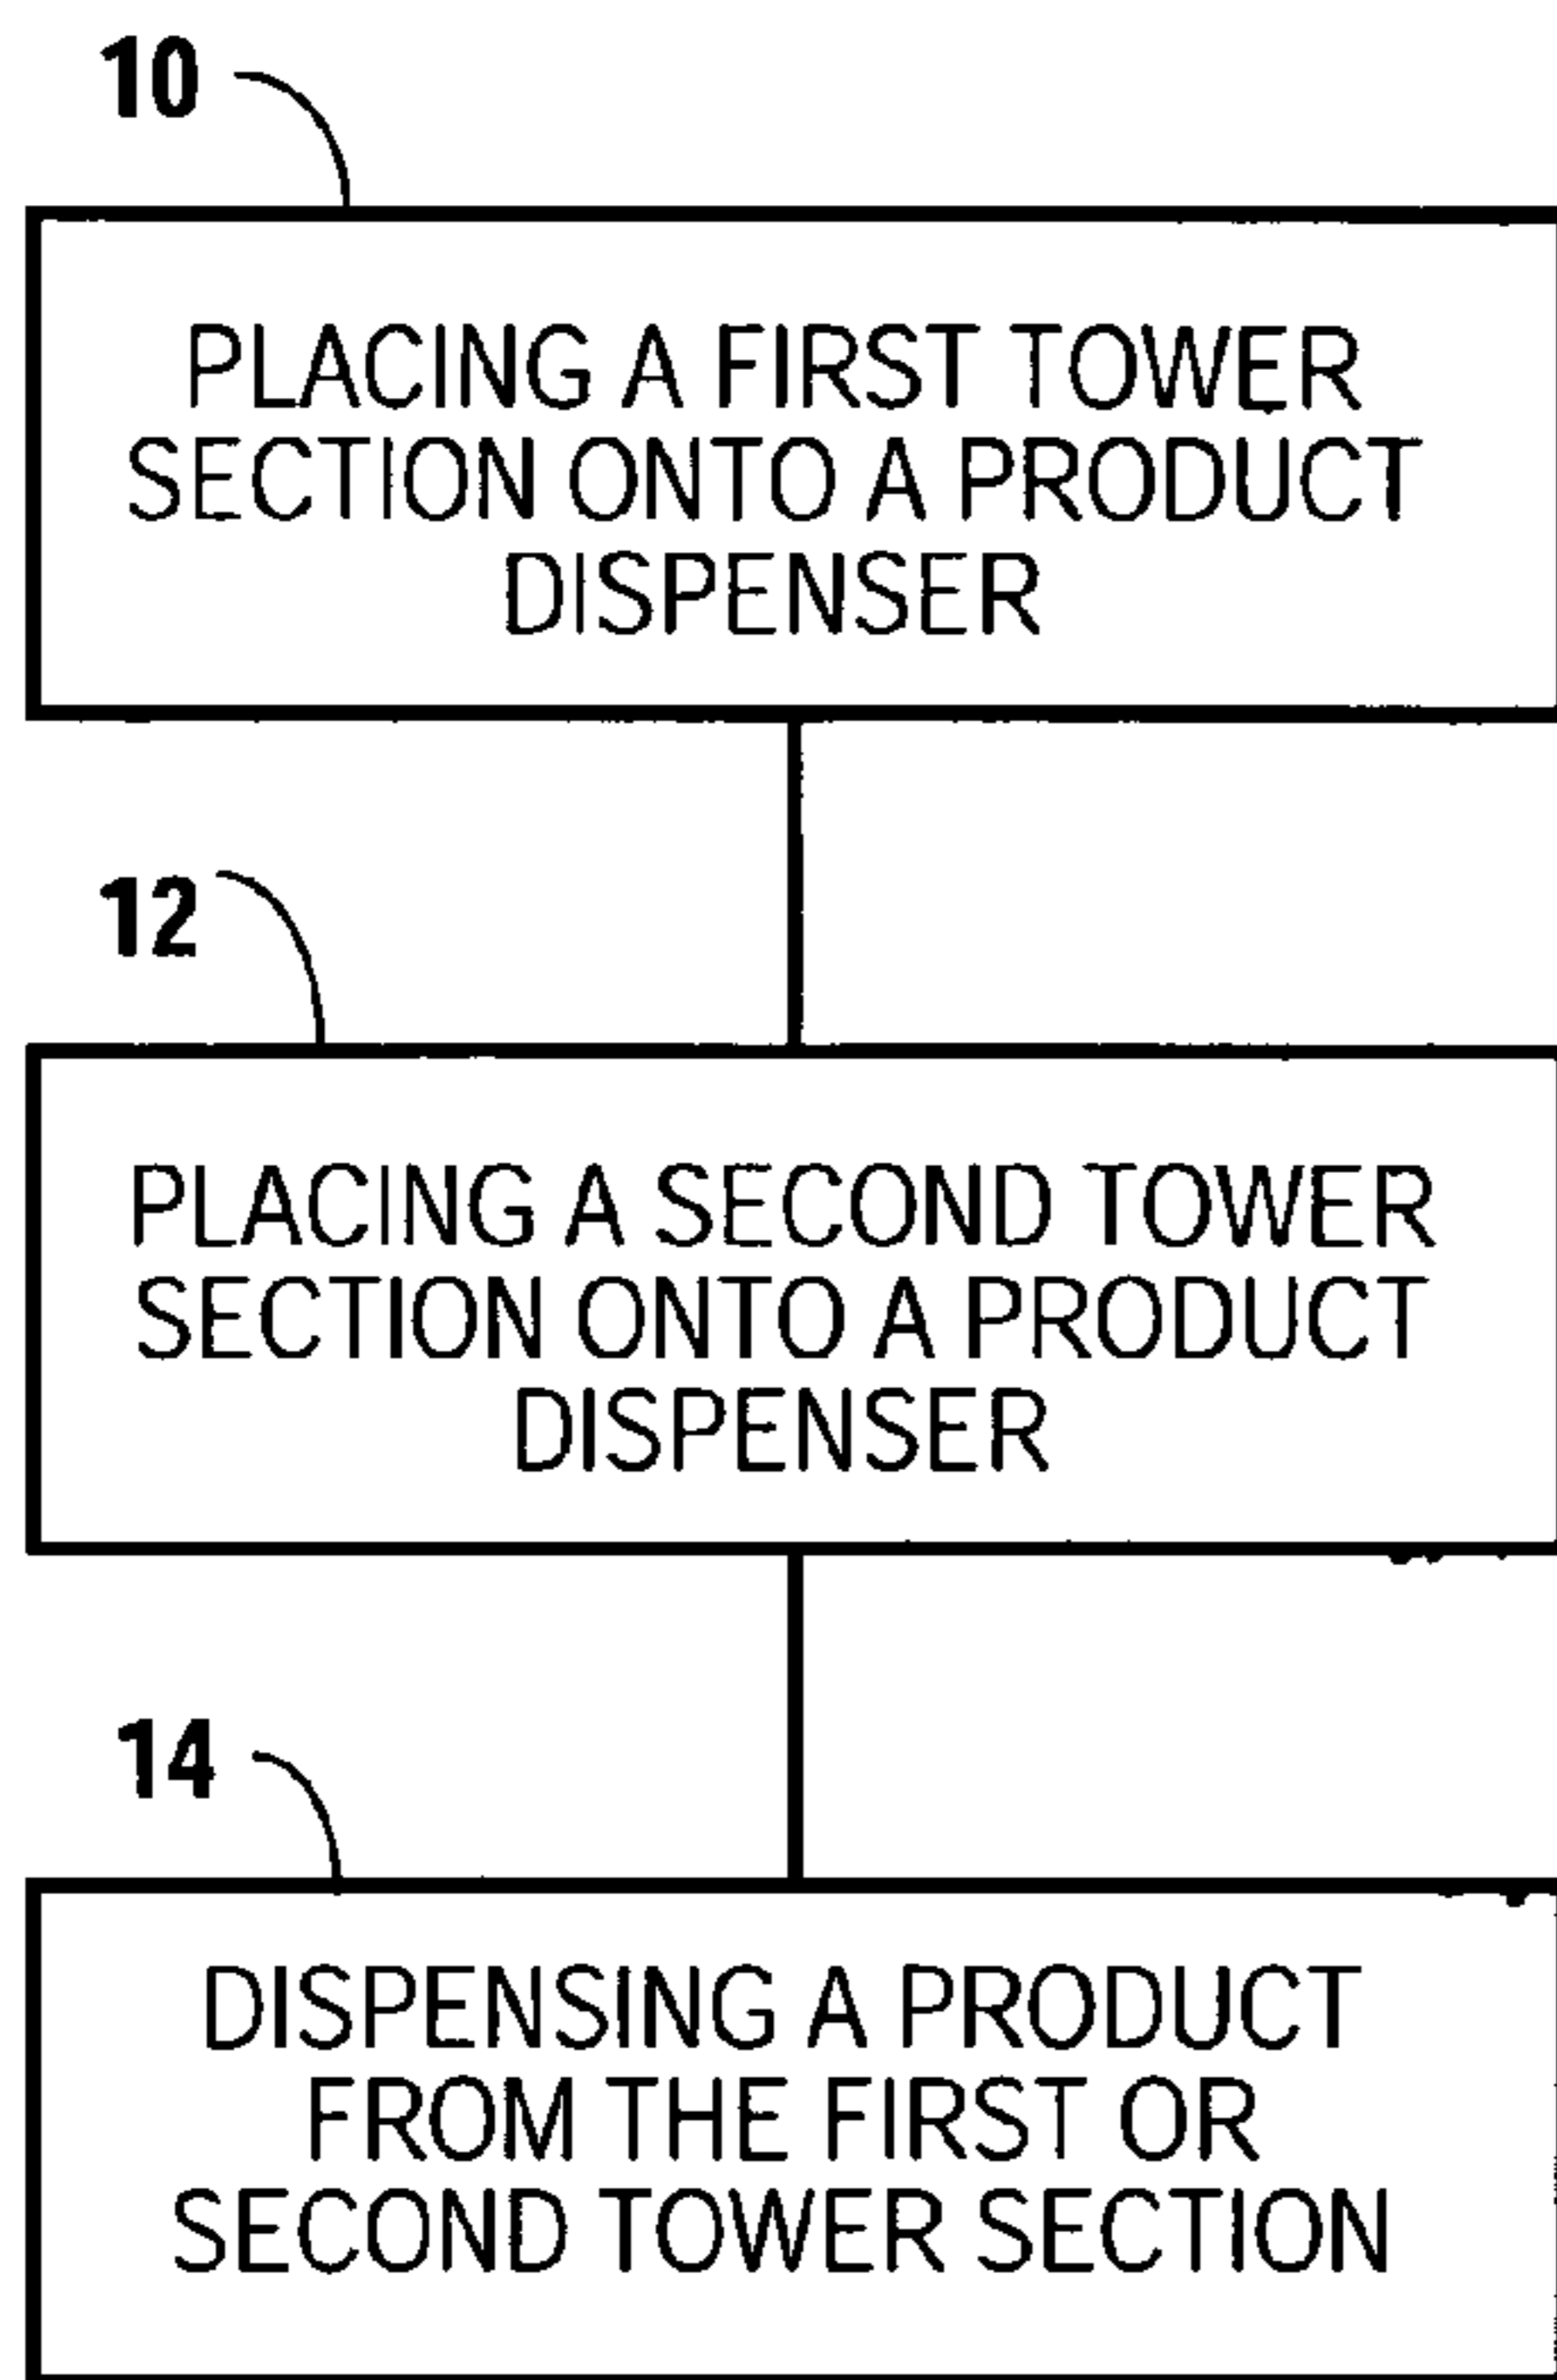 10
PLACING A FIRST TOWER
SECTION ONTO A PRODUCT
DISPENSER
12
PLACING A SECOND TOWER
SECTION ONTO A PRODUCT
DISPENSER
14
DISPENSING A PRODUCT
FROM THE FIRST OR
SECOND TOWER SECTION